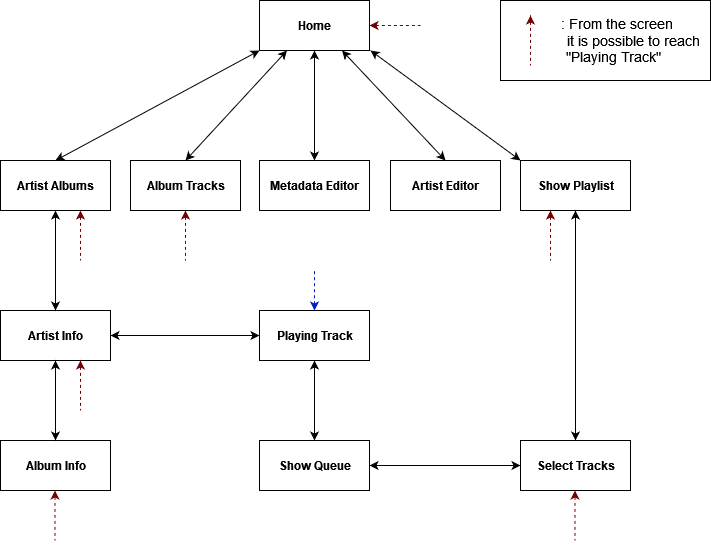 Home
: From the screen
it is possible to reach
"Playing Track"
Artist Albums
Album Tracks
Metadata Editor
Artist Editor
Show Playlist
Artist Info
Playing Track
Album Info
Show Queue
Select Tracks